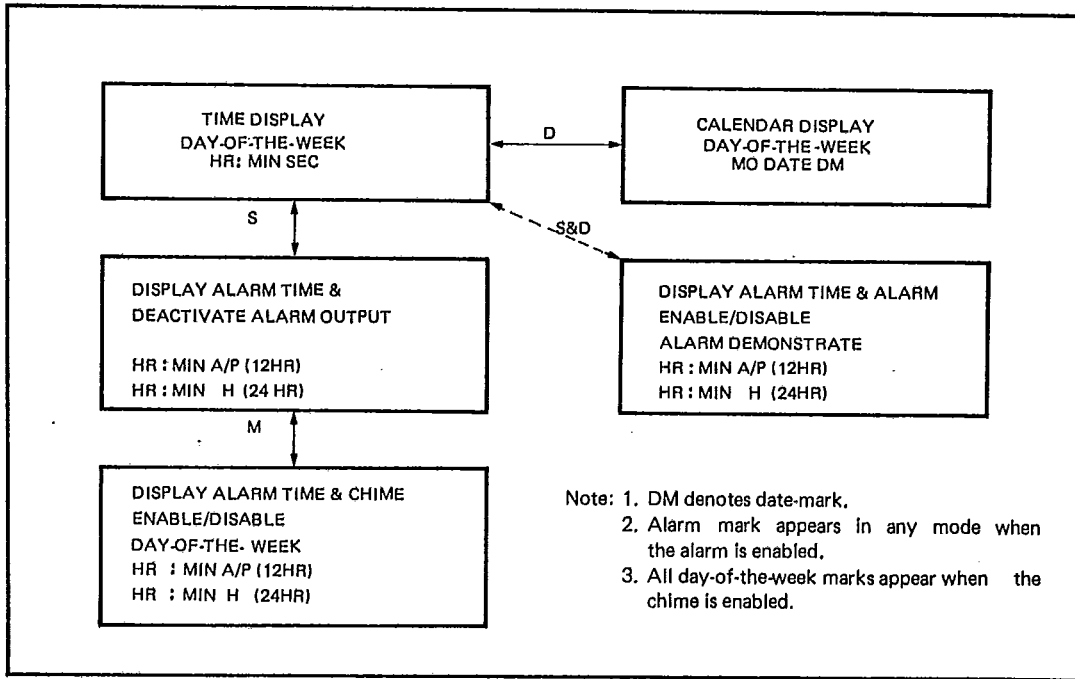 TIME DISPLAY
DAY-OF-THE-WEEK
HR: MIN SEC
D
CALENDAR DISPLAY
DAY-OF-THE-WEEK
MO DATE DM
S
S&D
DISPLAY ALARM TIME &
DEACTIVATE ALARM OUTPUT
HR : MIN A/P (12HR)
HR : MIN H (24 HR)
DISPLAY ALARM TIME & ALARM
ENABLE/DISABLE
ALARM DEMONSTRATE
HR : MIN A/P (12HR)
HR : MIN H (24HR)
M
DISPLAY ALARM TIME & CHIME
ENABLE/DISABLE
DAY-OF-THE- WEEK
HR : MIN A/P (12HR)
HR : MIN H (24HR)
Note: 1. DM denotes date-mark.
2. Alarm mark appears in any mode when
the alarm is enabled.
3. All day-of-the-week marks appear when the
chime is enabled.